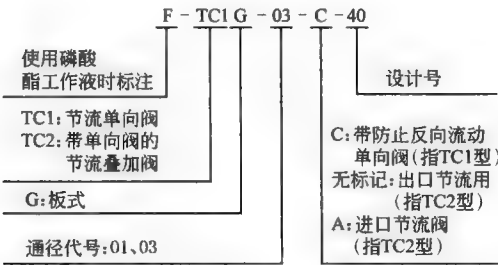 F - TC1 G - 03 - C - 40
使用磷酸
酯工作液时标注
设计号
TC1:节流单向阀
TC2:带单向阀的
节流叠加阀
C:带防止反向流动
单向阀(指TC1型)
无标记:出口节流用
(指TC2型)
A:进口节流阀
(指TC2型)
G:板式
通径代号:01、03